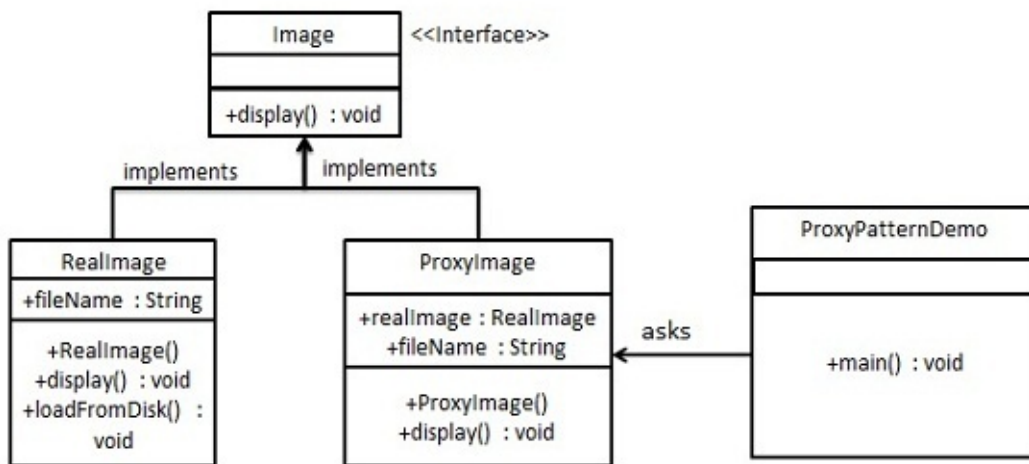 Image
<<Interface>>
+display() : void
implements
implements
RealImage
+fileName : String
+RealImage()
+display() : void
+loadFromDisk() :
void
ProxyImage
+realImage : RealImage
+fileName : String
+ProxyImage()
+display() : void
asks
ProxyPatternDemo
+main() : void